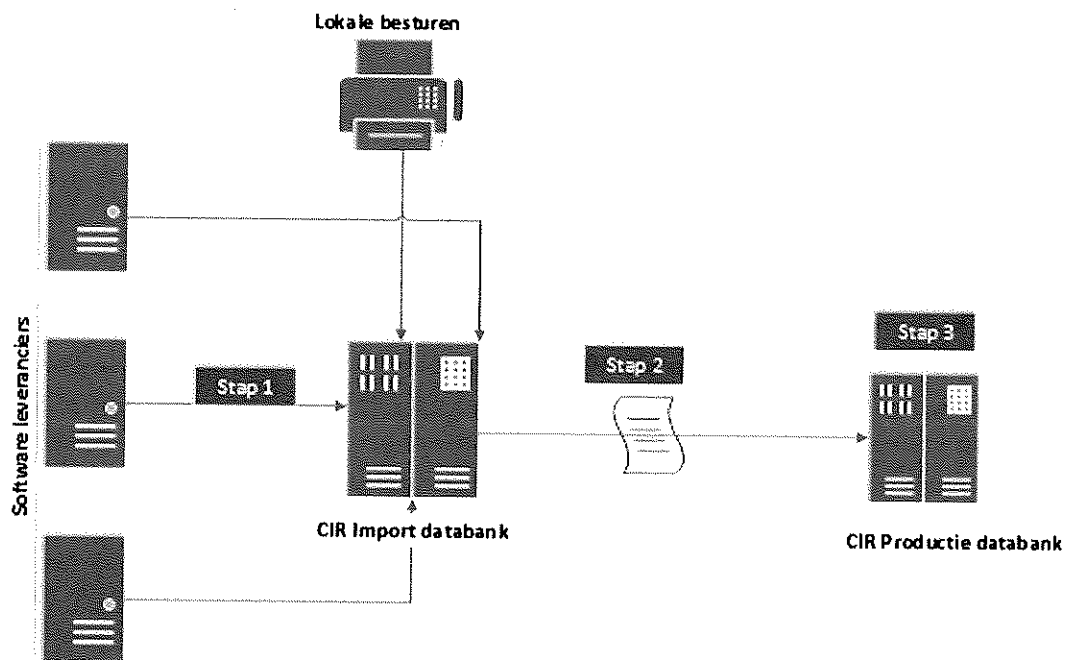 Lokale besturen
Software leveranciers
Stap 1
Stap 2
Stap 3
CIR Import databank
CIR Productie databank